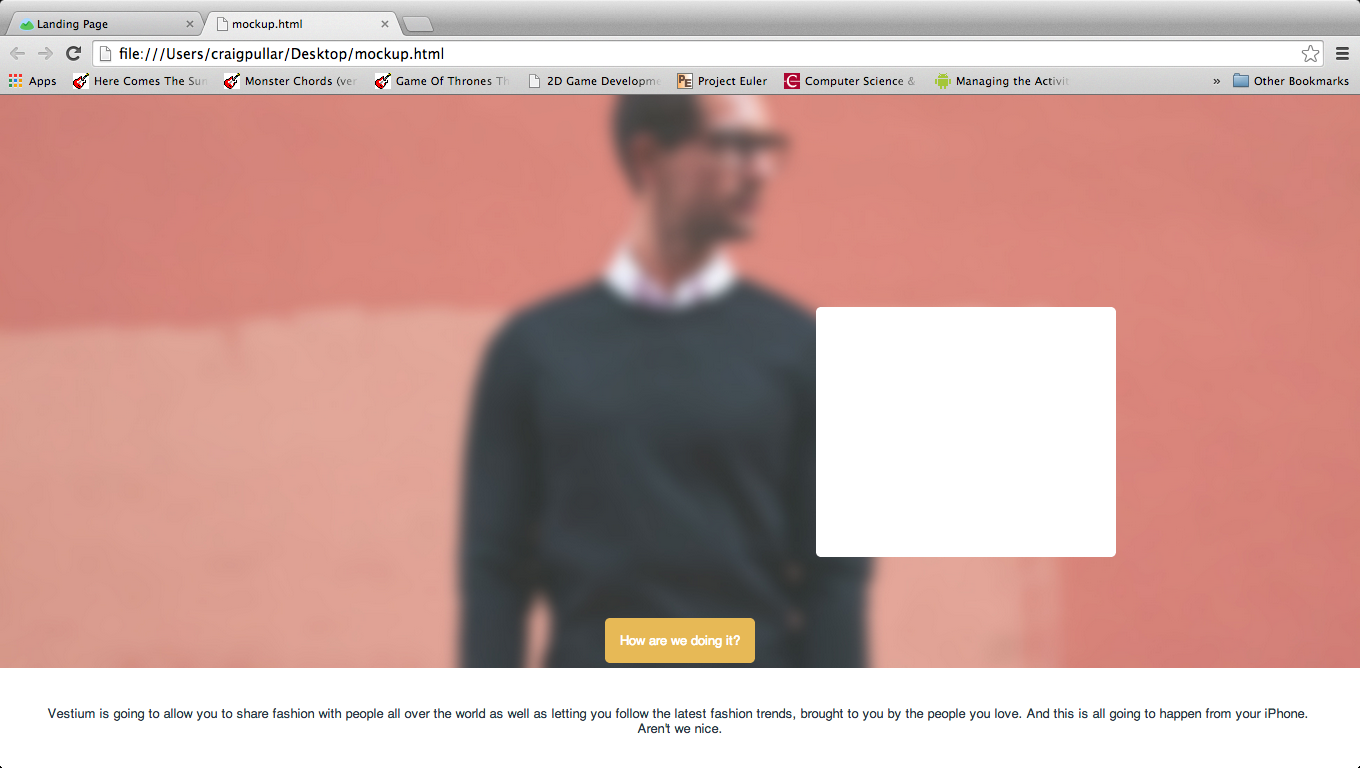 Landing Page
mockup.html
file:///Users/craigpullar/Desktop/mockup.html
Apps
Here Comes The Sun
Monster Chords (ver
Game Of Thrones Th
2D Game Developme
PE
Project Euler
C
Computer Science &
Managing the Activit
»
Other Bookmarks
How are we doing it?
Vestium is going to allow you to share fashion with people all over the world as well as letting you follow the latest fashion trends, brought to you by the people you love. And this is all going to happen from your iPhone.
Aren't we nice.